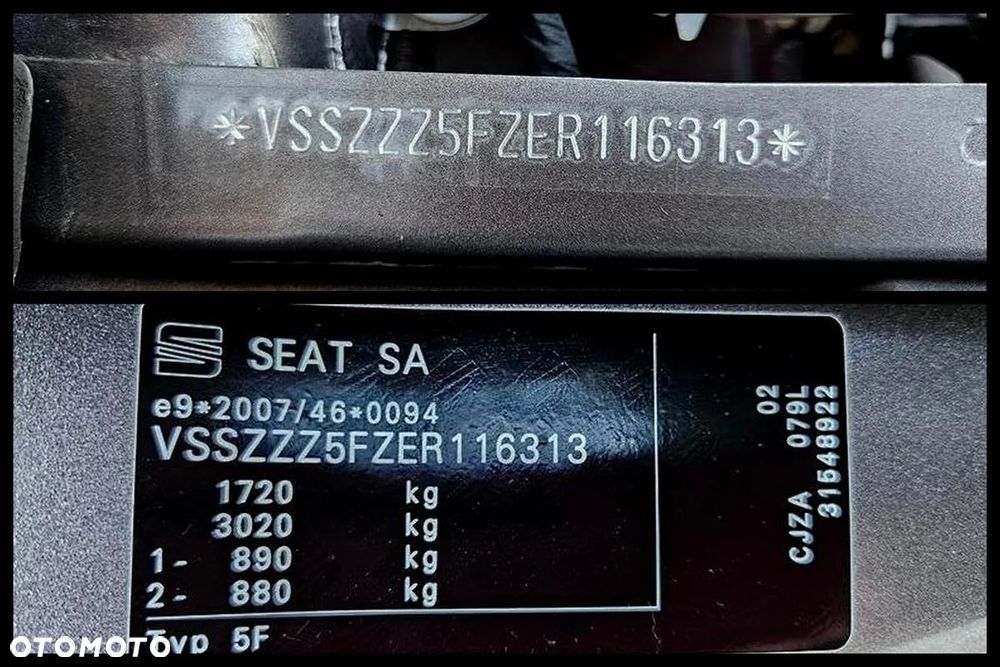 *VSSZZZ5FZER116313*
SEAT SA
e9*2007/46*0094
VSSZZZ5FZER116313
1720 kg
3020 kg
1- 890 kg
2- 880 kg
Typ 5F
02
CJZA 079L
31548922
OTOMOTO